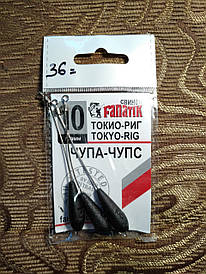 36=
СВИНЕЦ
FANATIK
10
ТОКИО-РИГ
TOKYO-RIG
ЧУПА-ЧУПС